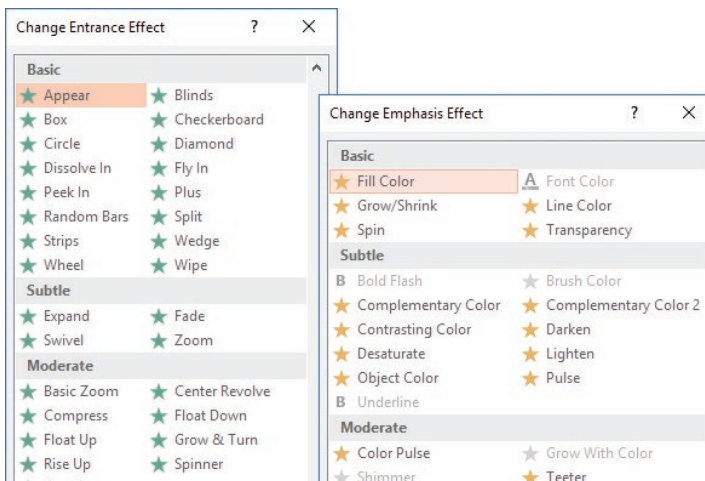 Change Entrance Effect ? ×
Basic
Appear Blinds
Box Checkerboard
Circle Diamond
Dissolve In Fly In
Peek In Plus
Random Bars Split
Strips Wedge
Wheel Wipe
Subtle
Expand Fade
Swivel Zoom
Moderate
Basic Zoom Center Revolve
Compress Float Down
Float Up Grow & Turn
Rise Up Spinner
Change Emphasis Effect ? ×
Basic
Fill Color A Font Color
Grow/Shrink Line Color
Spin Transparency
Subtle
B Bold Flash Brush Color
Complementary Color Complementary Color 2
Contrasting Color Darken
Desaturate Lighten
Object Color Pulse
B Underline
Moderate
Color Pulse Grow With Color
Shimmer Teeter